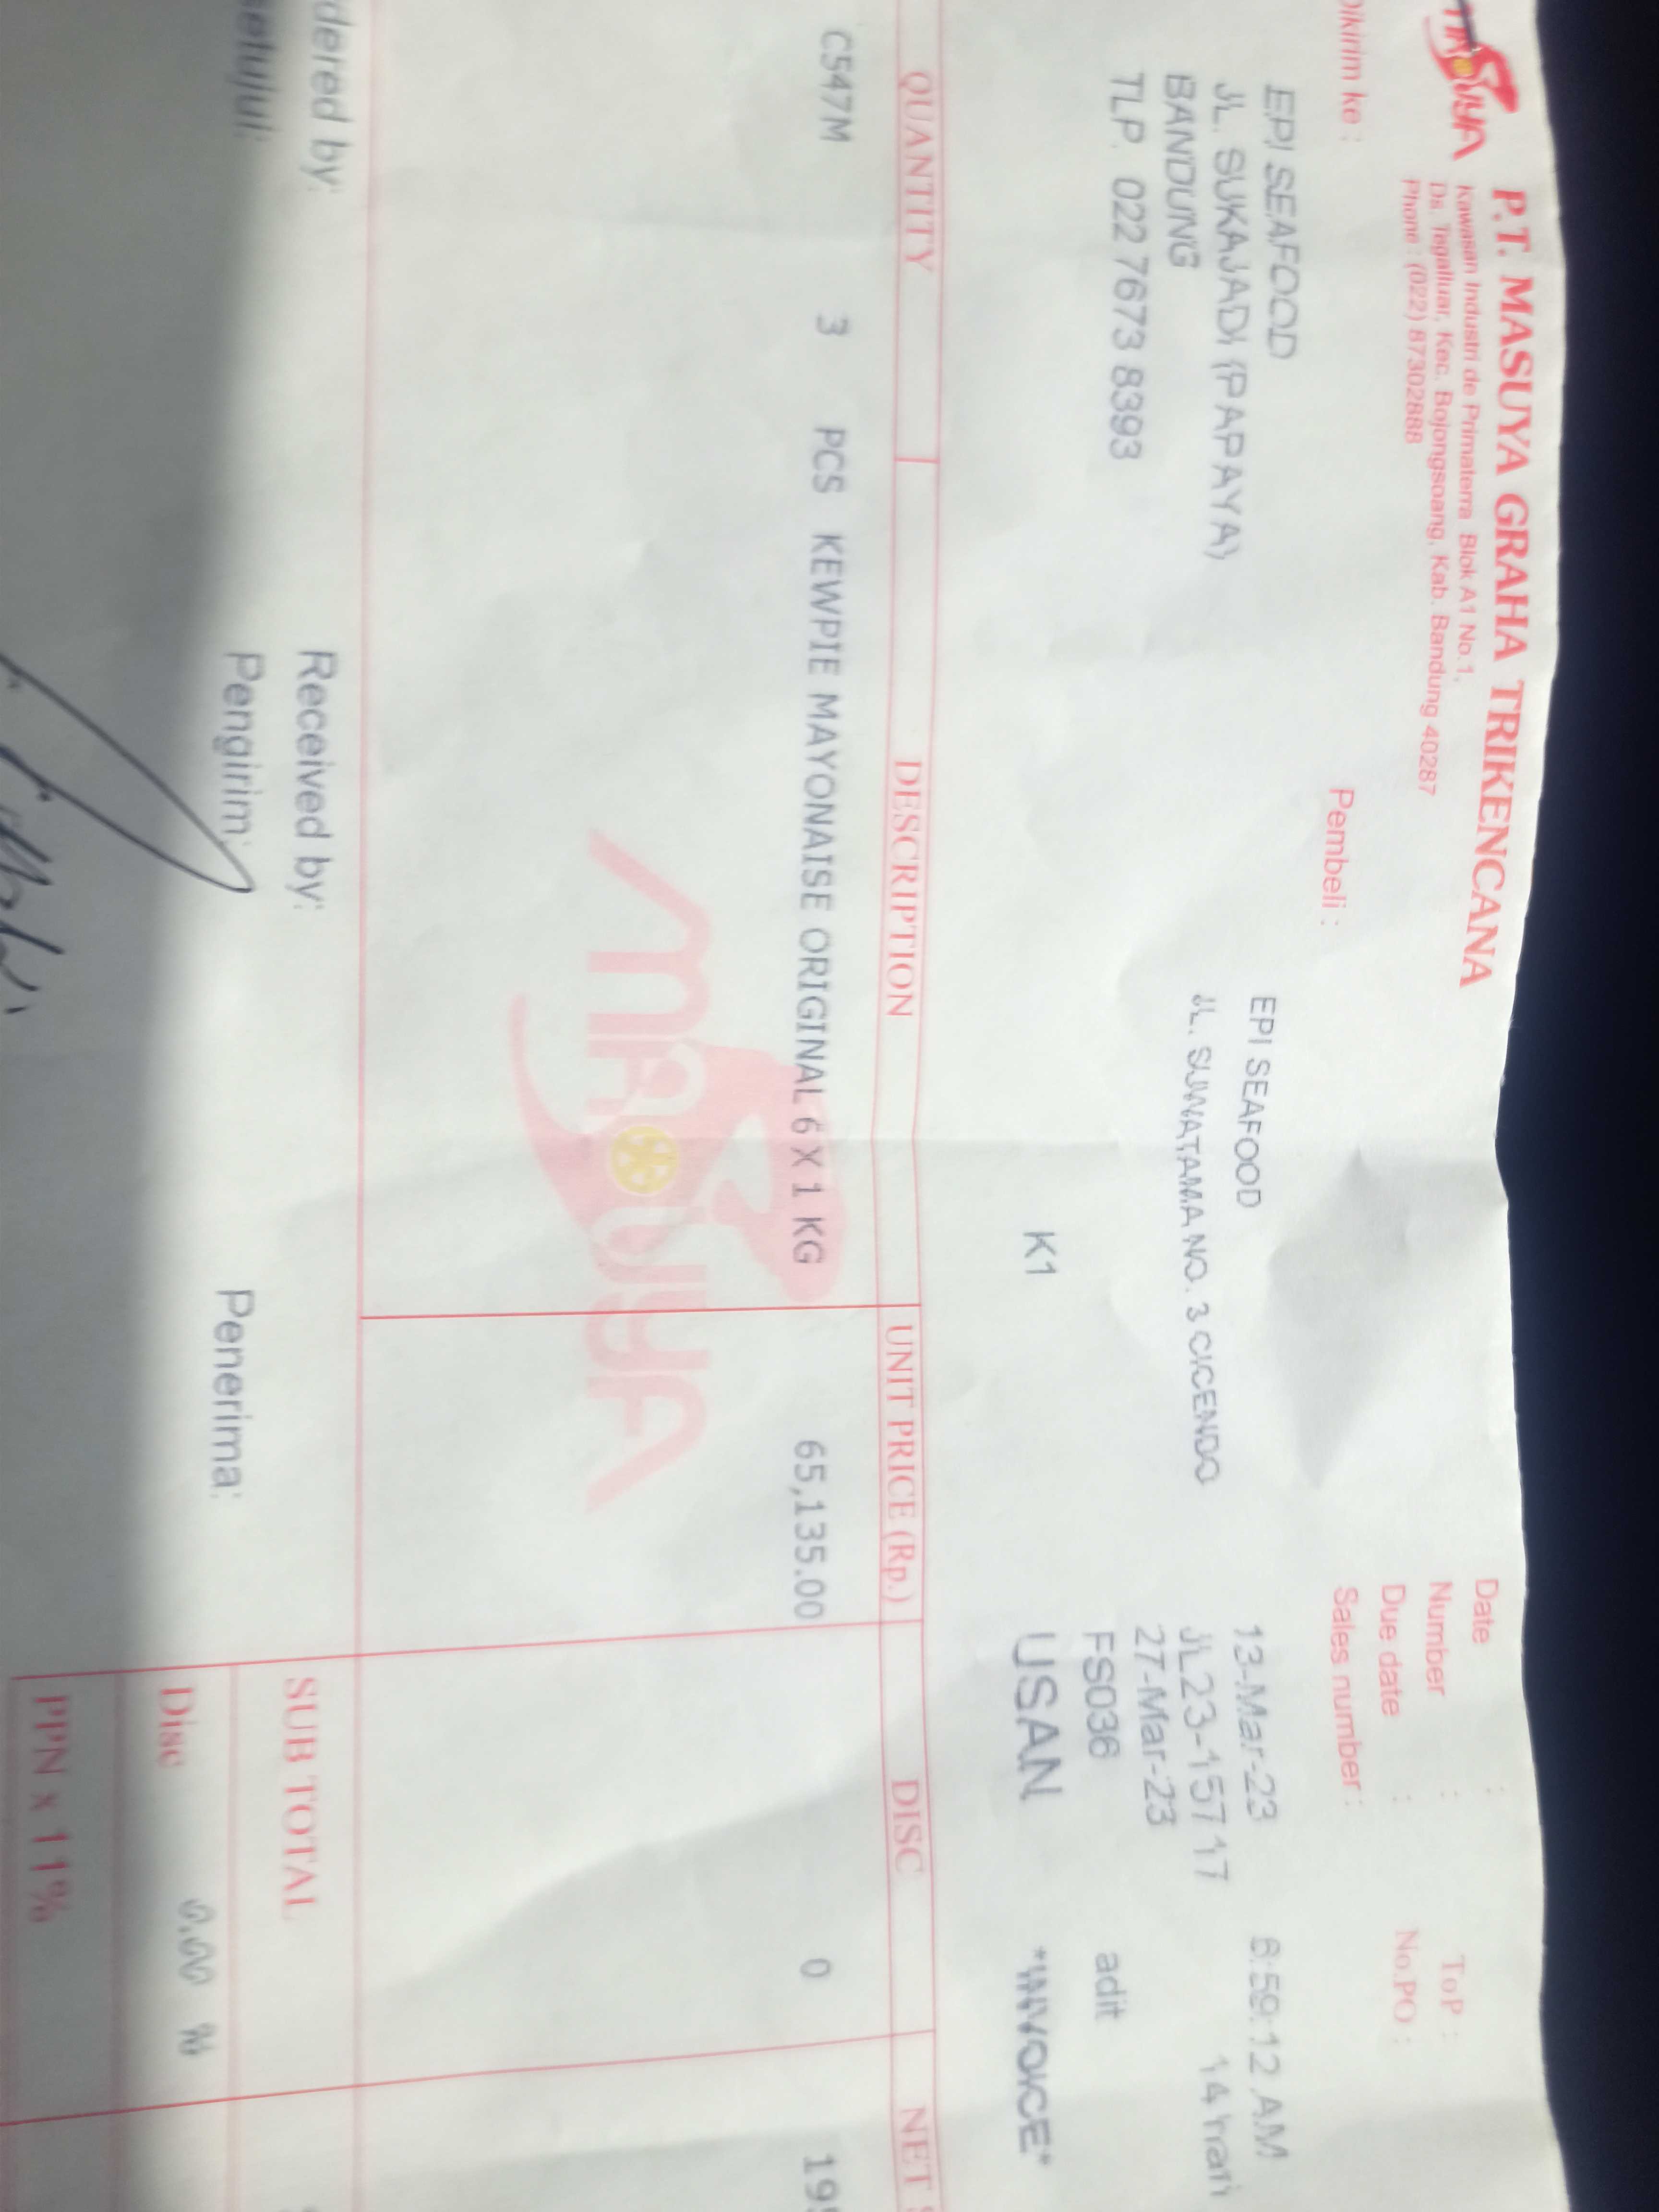 MASUYA
P.T. MASUYA GRAHA TRIKENCANA
Kawasan Industri de Primaterra Blok A1 No.1,
Ds. Tegalluar, Kec. Bojongsoang, Kab. Bandung 40287
Phone : (022) 87302888
Date :
Number :
Due date :
Sales number :
ToP :
No.PO :
Dikirim ke :
Pembeli :
EPI SEAFOOD
JL. SUKAJADI (PAPAYA)
BANDUNG
TLP. 022 7673 8393
EPI SEAFOOD
JL. SUWATAMA NO. 3 CICENDO
K1
13-Mar-23 8:59:12 AM
JL23-15717 14 hari
27-Mar-23
FS036 adit
USAN *INVOICE*
QUANTITY DESCRIPTION UNIT PRICE (Rp.) DISC NET
C547M 3 PCS KEWPIE MAYONAISE ORIGINAL 6 X 1 KG 65,135.00 0
MASUYA
dered by: Received by: SUB TOTAL
setujui: Pengirim: Penerima: Disc 0.00 %
PPN x 11%